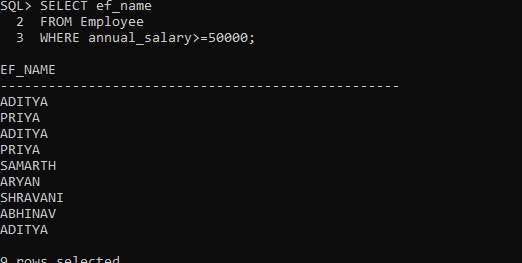 SQL> SELECT ef_name
2 FROM Employee
3 WHERE annual_salary>=50000;
EF_NAME
--------------------------------------------------
ADITYA
PRIYA
ADITYA
PRIYA
SAMARTH
ARYAN
SHRAVANI
ABHINAV
ADITYA
9 rows selected